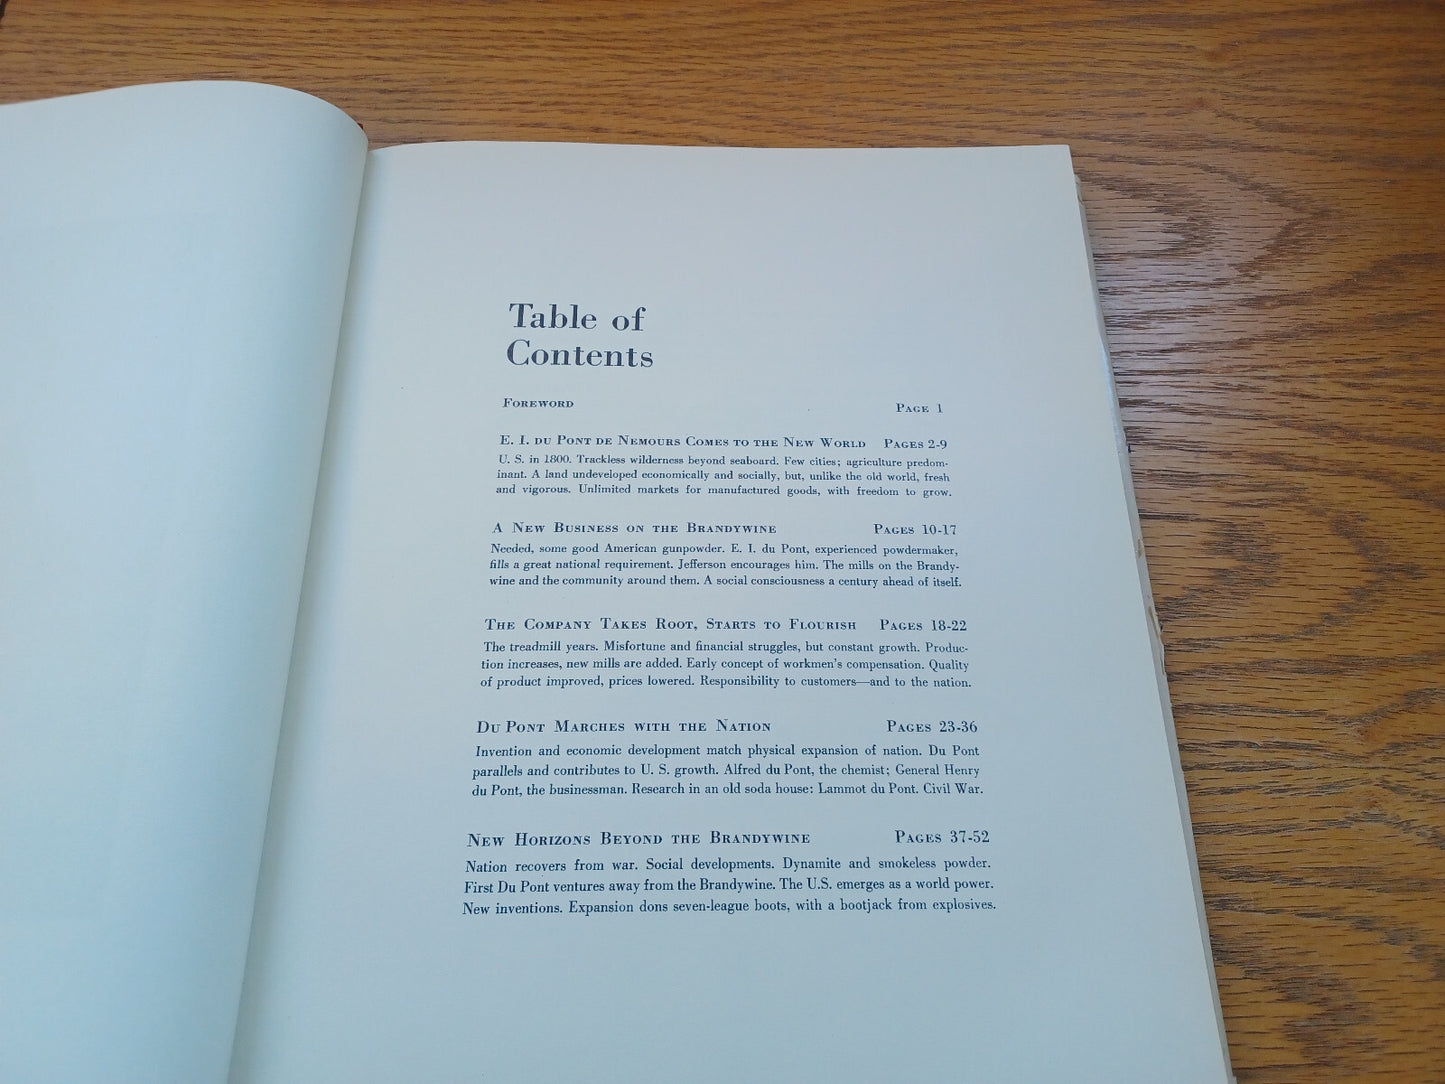 Table of
Contents
FOREWORD PAGE 1
E. I. DU PONT DE NEMOURS COMES TO THE NEW WORLD PAGES 2-9
U. S. in 1800. Trackless wilderness beyond seaboard. Few cities; agriculture predom-
inant. A land undeveloped economically and socially, but, unlike the old world, fresh
and vigorous. Unlimited markets for manufactured goods, with freedom to grow.
A NEW BUSINESS ON THE BRANDYWINE PAGES 10-17
Needed, some good American gunpowder. E. I. du Pont, experienced powdermaker,
fills a great national requirement. Jefferson encourages him. The mills on the Brandy-
wine and the community around them. A social consciousness a century ahead of itself.
THE COMPANY TAKES ROOT, STARTS TO FLOURISH PAGES 18-22
The treadmill years. Misfortune and financial struggles, but constant growth. Produc-
tion increases, new mills are added. Early concept of workmen's compensation. Quality
of product improved, prices lowered. Responsibility to customers—and to the nation.
DU PONT MARCHES WITH THE NATION PAGES 23-36
Invention and economic development match physical expansion of nation. Du Pont
parallels and contributes to U. S. growth. Alfred du Pont, the chemist; General Henry
du Pont, the businessman. Research in an old soda house: Lammot du Pont. Civil War.
NEW HORIZONS BEYOND THE BRANDYWINE PAGES 37-52
Nation recovers from war. Social developments. Dynamite and smokeless powder.
First Du Pont ventures away from the Brandywine. The U.S. emerges as a world power.
New inventions. Expansion dons seven-league boots, with a bootjack from explosives.